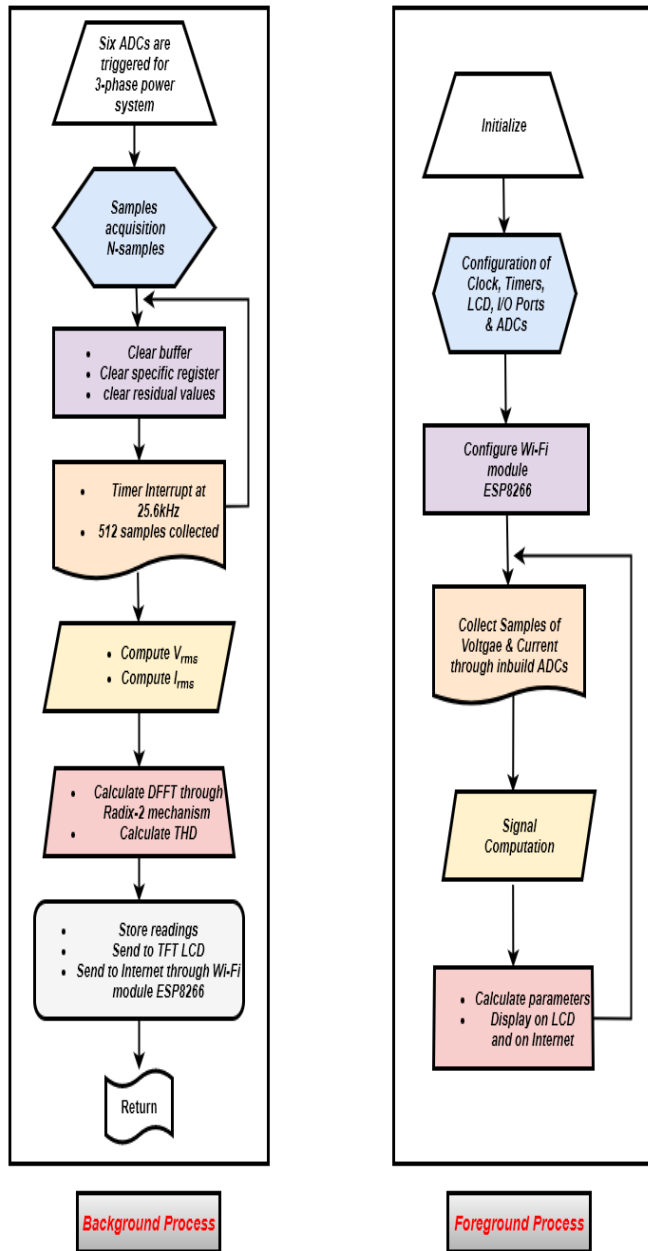 Six ADCs are
triggered for
3-phase power
system
Samples
acquisition
N-samples
• Clear buffer
• Clear specific register
• clear residual values
• Timer Interrupt at
25.6kHz
• 512 samples collected
• Compute Vrms
• Compute Irms
• Calculate DFFT through
Radix-2 mechanism
• Calculate THD
• Store readings
• Send to TFT LCD
• Send to Internet through Wi-Fi
module ESP8266
Return
Background Process
Initialize
Configuration of
Clock, Timers,
LCD, I/O Ports
& ADCs
Configure Wi-Fi
module
ESP8266
Collect Samples of
Voltgae & Current
through inbuild ADCs
Signal
Computation
• Calculate parameters
• Display on LCD
and on Internet
Foreground Process